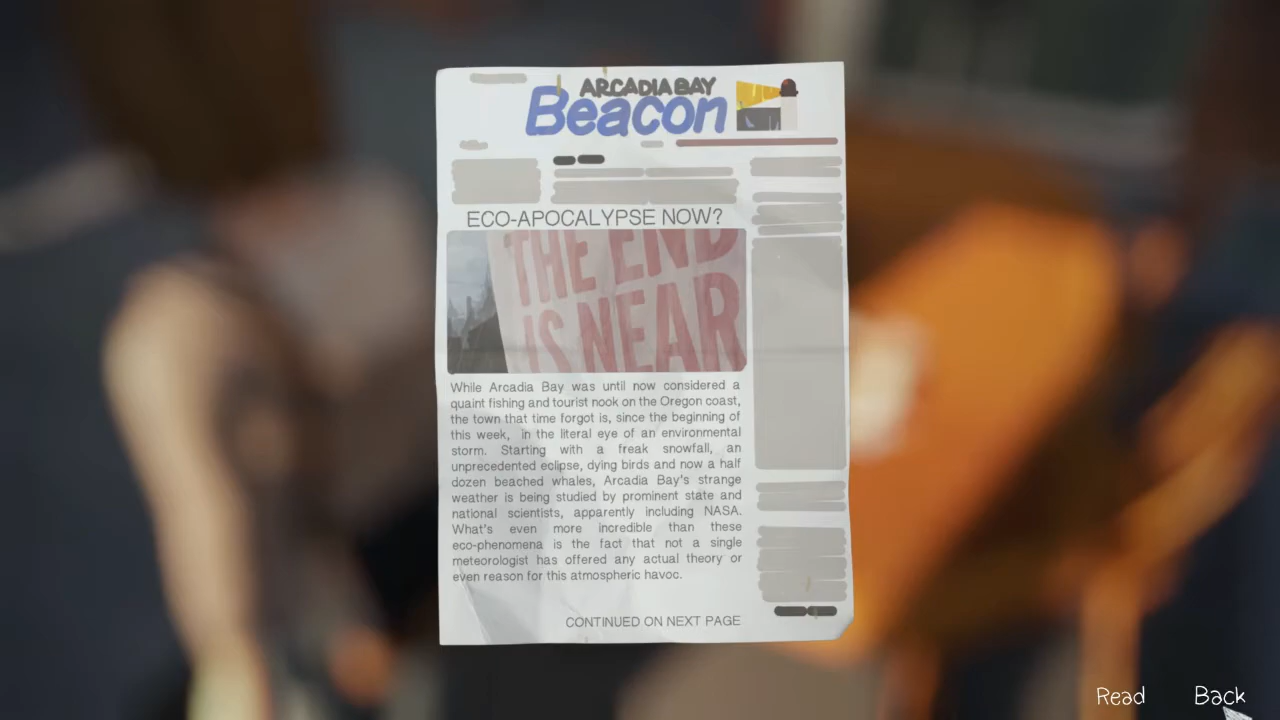 ARCADIA BAY
Beacon
ECO-APOCALYPSE NOW?
THE END
IS NEAR
While Arcadia Bay was until now considered a
quaint fishing and tourist nook on the Oregon coast,
the town that time forgot is, since the beginning of
this week, in the literal eye of an environmental
storm. Starting with a freak snowfall, an
unprecedented eclipse, dying birds and now a half
dozen beached whales, Arcadia Bay's strange
weather is being studied by prominent state and
national scientists, apparently including NASA.
What's even more incredible than these
eco-phenomena is the fact that not a single
meteorologist has offered any actual theory or
even reason for this atmospheric havoc.
CONTINUED ON NEXT PAGE
Read Back